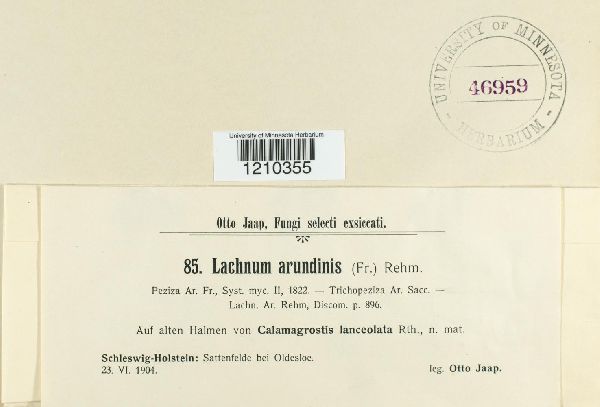 UNIVERSITY OF MINNESOTA
46959
- HERBARIUM -
University of Minnesota Herbarium
1210355
Otto Jaap, Fungi selecti exsiccati.
85. Lachnum arundinis (Fr.) Rehm.
Peziza Ar. Fr., Syst. myc. II, 1822. — Trichopeziza Ar. Sacc. —
Lachn. Ar. Rehm, Discom. p. 896.
Auf alten Halmen von Calamagrostis lanceolata Rth., n. mat.
Schleswig-Holstein: Sattenfelde bei Oldesloe.
23. VI. 1904. leg. Otto Jaap.